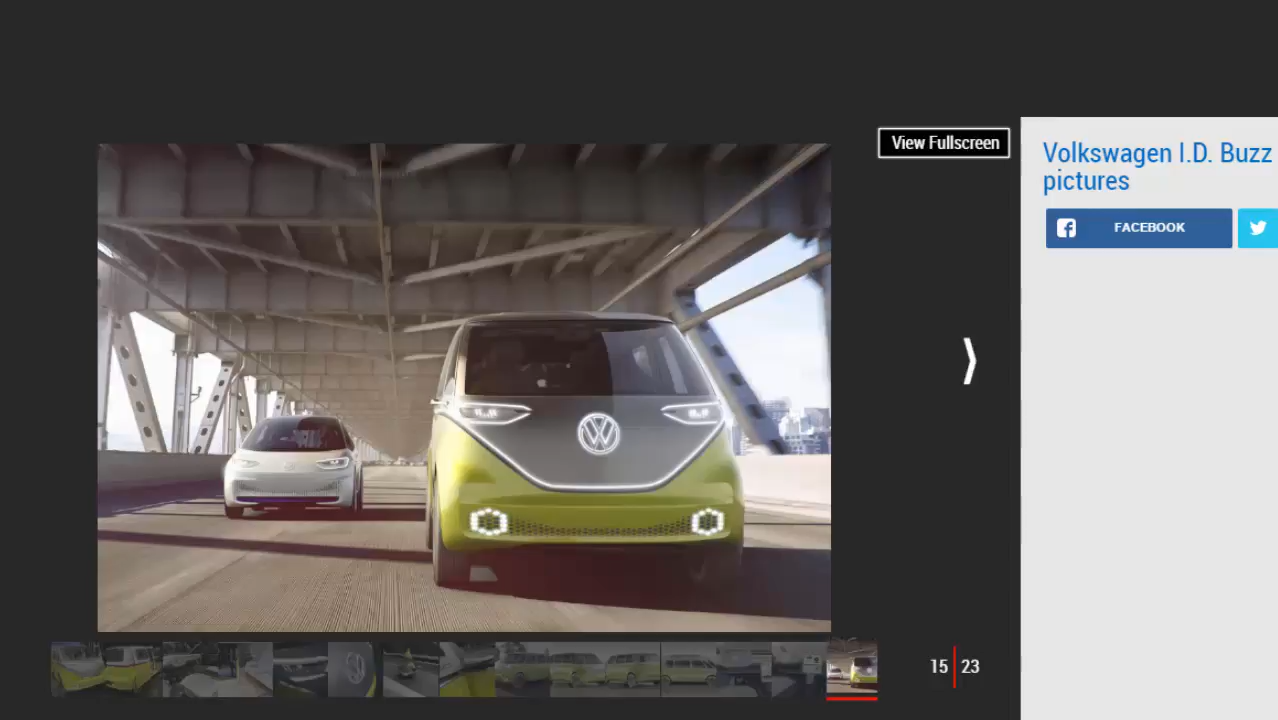 View Fullscreen
Volkswagen I.D. Buzz
pictures
FACEBOOK
15 23